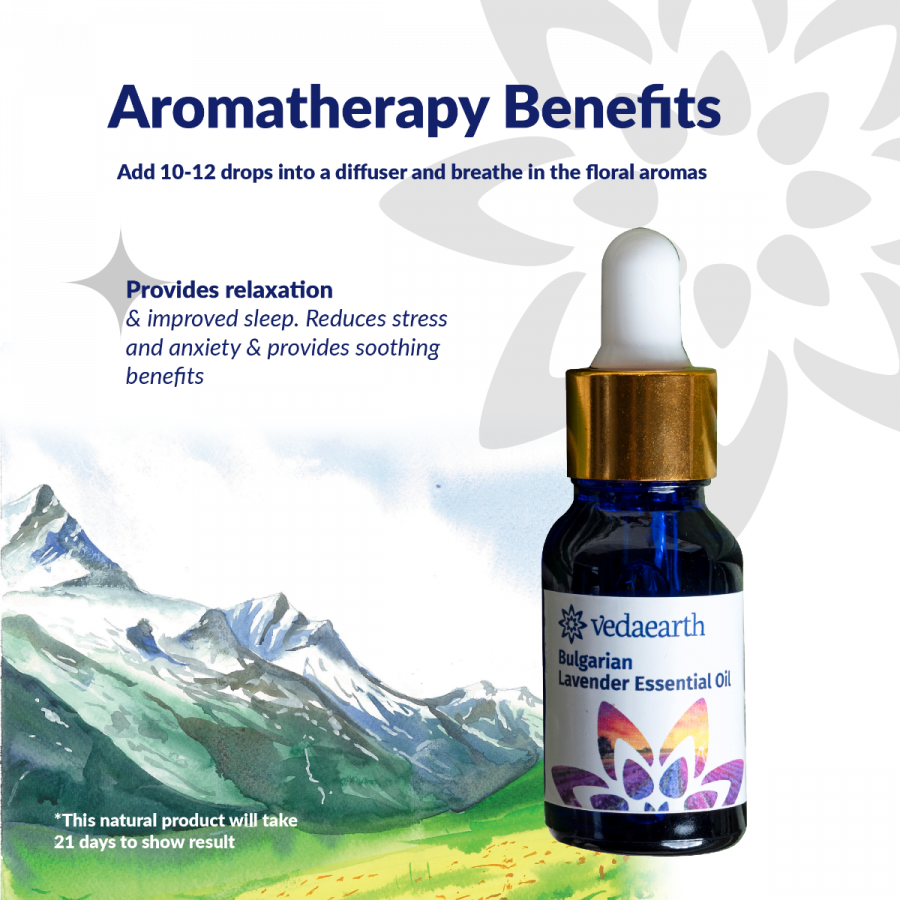 Aromatherapy Benefits
Add 10-12 drops into a diffuser and breathe in the floral aromas
Provides relaxation
& improved sleep. Reduces stress
and anxiety & provides soothing
benefits
vedaearth
Bulgarian
Lavender Essential Oil
*This natural product will take
21 days to show result